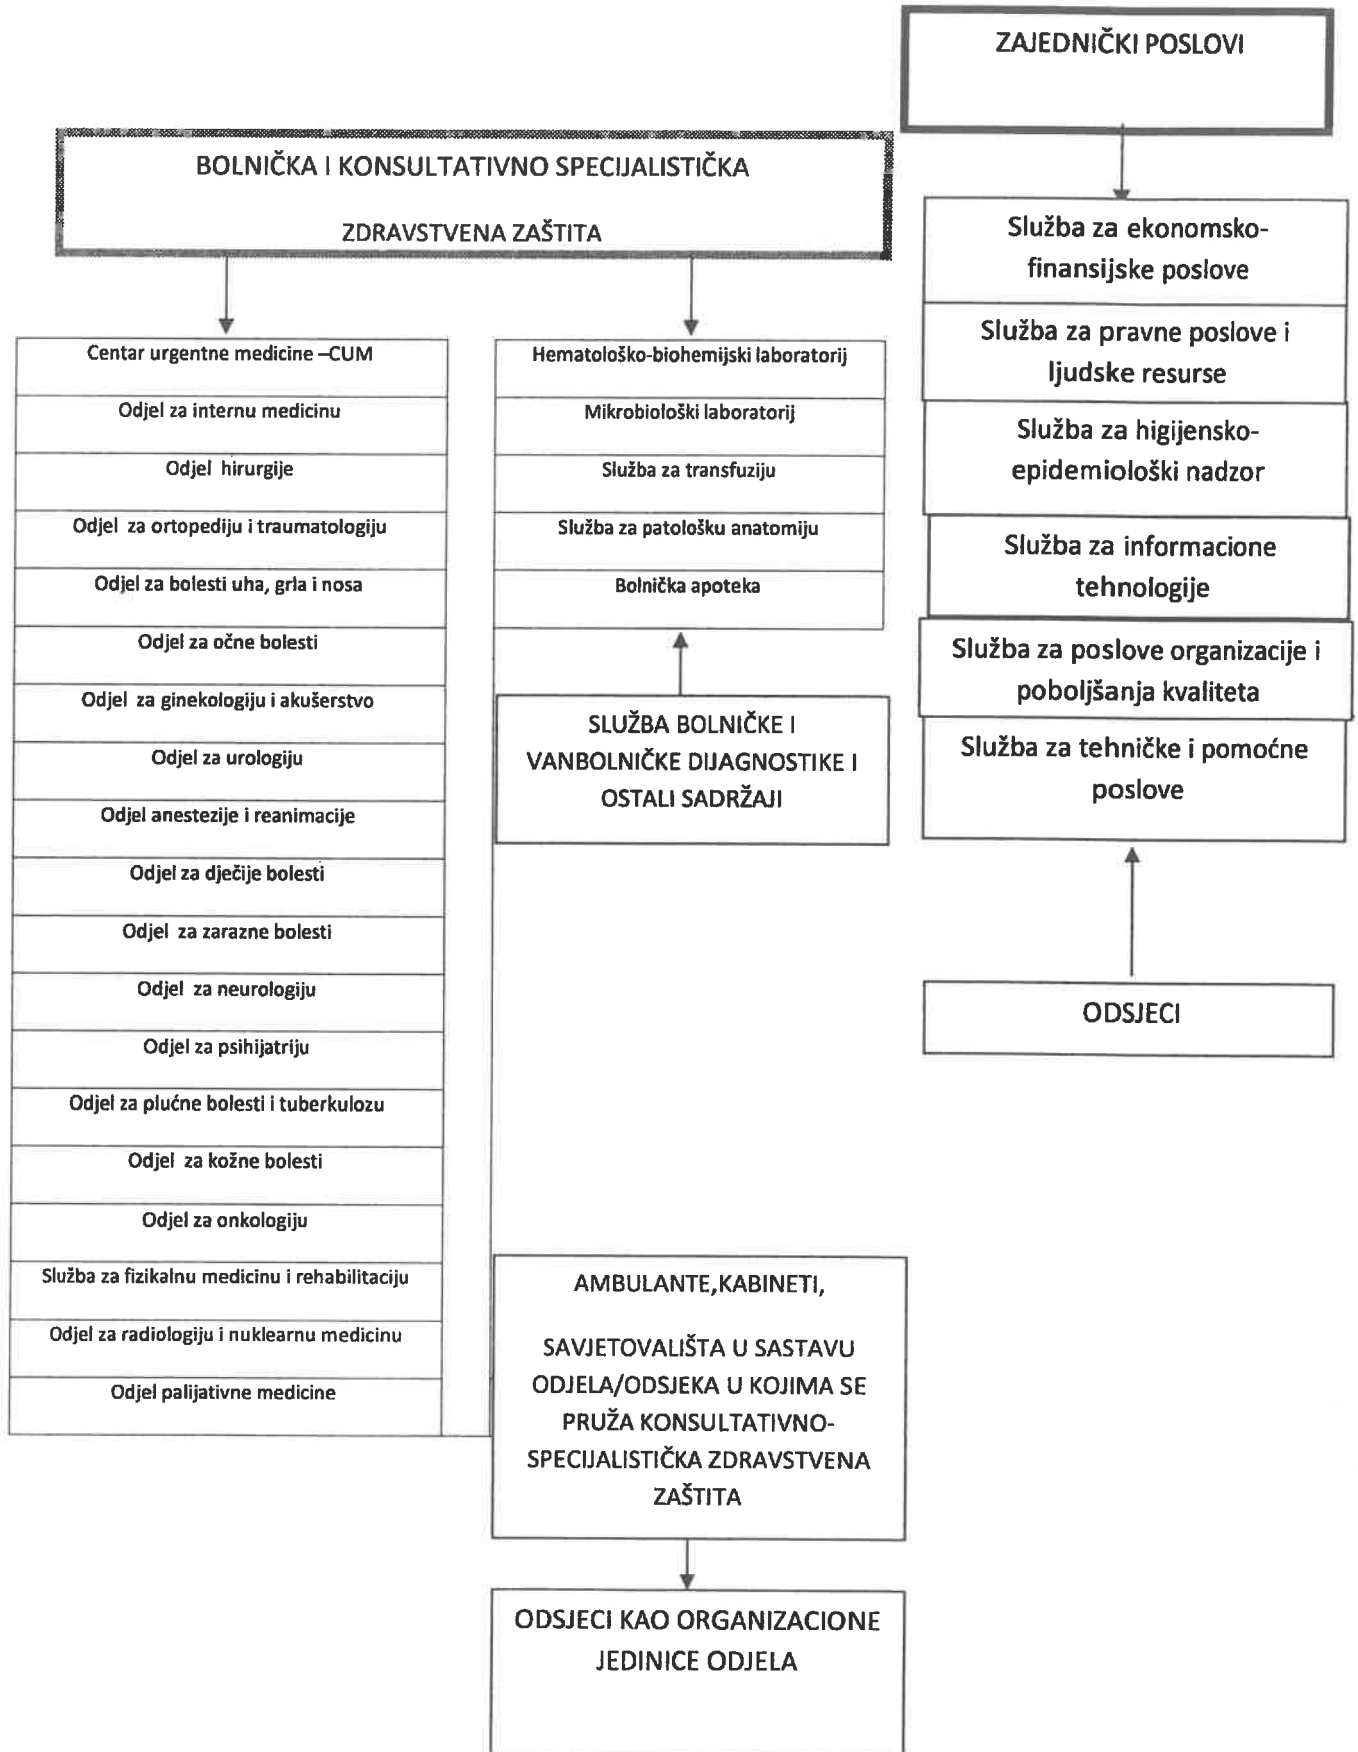 ZAJEDNIČKI POSLOVI
BOLNIČKA I KONSULTATIVNO SPECIJALISTIČKA
ZDRAVSTVENA ZAŠTITA
Centar urgentne medicine –CUM
Odjel za internu medicinu
Odjel hirurgije
Odjel za ortopediju i traumatologiju
Odjel za bolesti uha, grla i nosa
Odjel za očne bolesti
Odjel za ginekologiju i akušerstvo
Odjel za urologiju
Odjel anestezije i reanimacije
Odjel za dječije bolesti
Odjel za zarazne bolesti
Odjel za neurologiju
Odjel za psihijatriju
Odjel za plućne bolesti i tuberkulozu
Odjel za kožne bolesti
Odjel za onkologiju
Služba za fizikalnu medicinu i rehabilitaciju
Odjel za radiologiju i nuklearnu medicinu
Odjel palijativne medicine
Hematološko-biohemijski laboratorij
Mikrobiološki laboratorij
Služba za transfuziju
Služba za patološku anatomiju
Bolnička apoteka
SLUŽBA BOLNIČKE I
VANBOLNIČKE DIJAGNOSTIKE I
OSTALI SADRŽAJI
AMBULANTE,KABINETI,
SAVJETOVALIŠTA U SASTAVU
ODJELA/ODSJEKA U KOJIMA SE
PRUŽA KONSULTATIVNO-
SPECIJALISTIČKA ZDRAVSTVENA
ZAŠTITA
ODSJECI KAO ORGANIZACIONE
JEDINICE ODJELA
Služba za ekonomsko-
finansijske poslove
Služba za pravne poslove i
ljudske resurse
Služba za higijensko-
epidemiološki nadzor
Služba za informacione
tehnologije
Služba za poslove organizacije i
poboljšanja kvaliteta
Služba za tehničke i pomoćne
poslove
ODSJECI